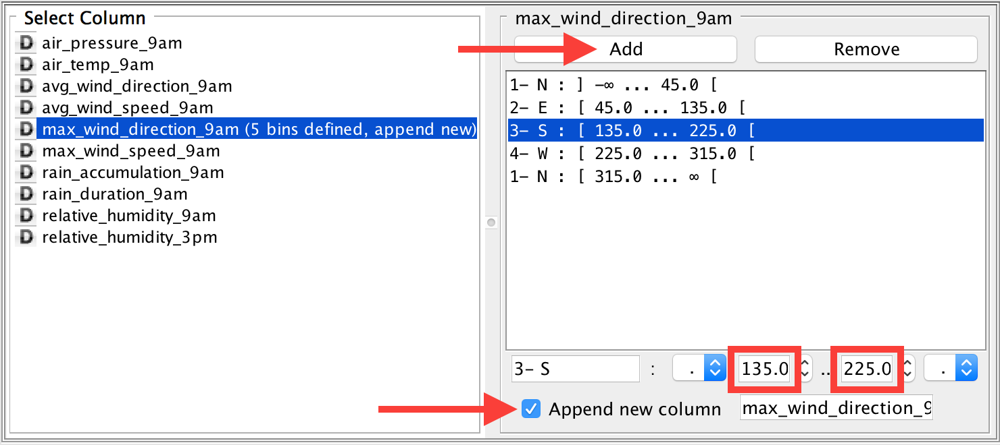 Select Column
D air_pressure_9am
D air_temp_9am
D avg_wind_direction_9am
D avg_wind_speed_9am
D max_wind_direction_9am (5 bins defined, append new)
D max_wind_speed_9am
D rain_accumulation_9am
D rain_duration_9am
D relative_humidity_9am
D relative_humidity_3pm
max_wind_direction_9am
Add Remove
1- N : ] -∞ ... 45.0 [
2- E : [ 45.0 ... 135.0 [
3- S : [ 135.0 ... 225.0 [
4- W : [ 225.0 ... 315.0 [
1- N : [ 315.0 ... ∞ [
3- S : . 135.0 .. 225.0 .
Append new column max_wind_direction_9